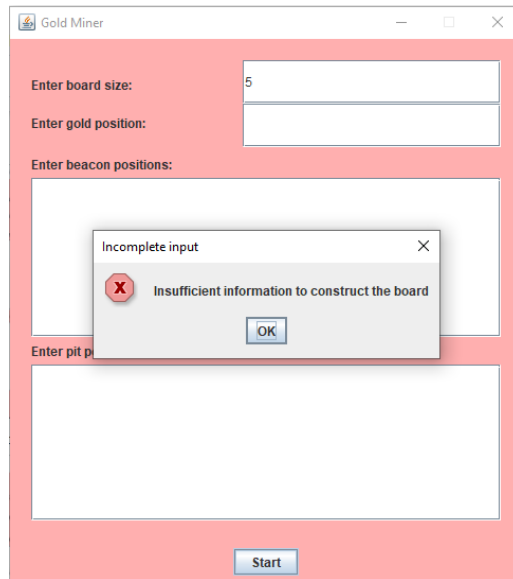 Gold Miner
Enter board size:
5
Enter gold position:
Enter beacon positions:
Incomplete input
Insufficient information to construct the board
OK
Enter pit
Start